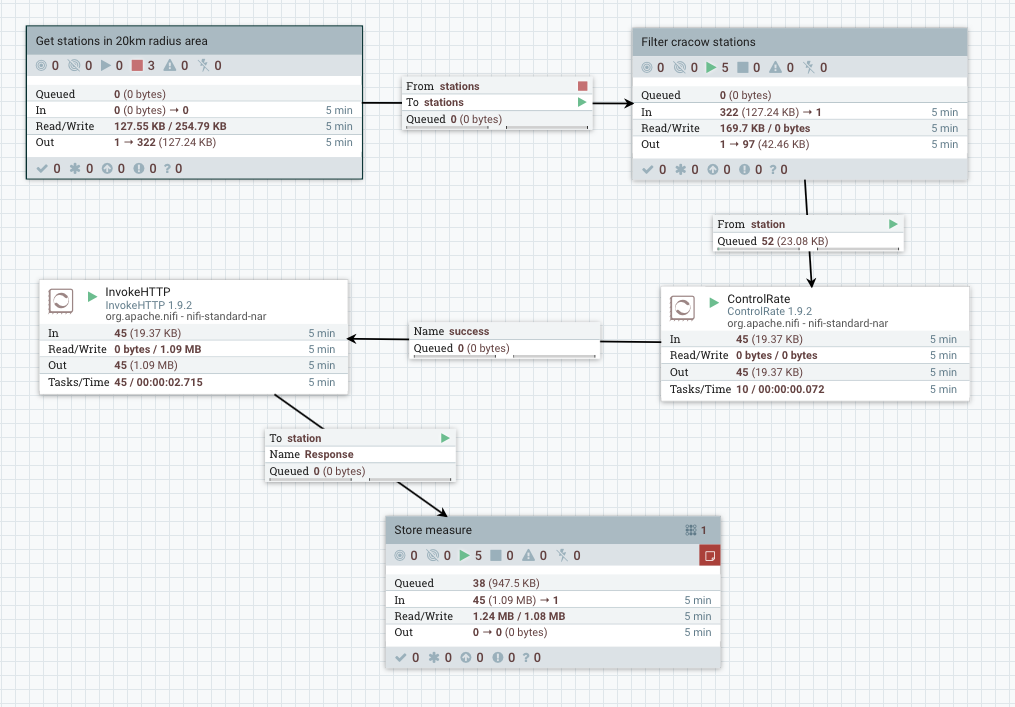 Get stations in 20km radius area
0 0 0 3 0 0
Queued 0 (0 bytes)
In 0 (0 bytes) → 0 5 min
Read/Write 127.55 KB / 254.79 KB 5 min
Out 1 → 322 (127.24 KB) 5 min
0 0 0 0 ? 0
From stations
To stations
Queued 0 (0 bytes)
Filter cracow stations
0 0 5 0 0 0
Queued 0 (0 bytes)
In 322 (127.24 KB) → 1 5 min
Read/Write 169.7 KB / 0 bytes 5 min
Out 1 → 97 (42.46 KB) 5 min
0 0 0 0 ? 0
From station
Queued 52 (23.08 KB)
InvokeHTTP
InvokeHTTP 1.9.2
org.apache.nifi - nifi-standard-nar
In 45 (19.37 KB) 5 min
Read/Write 0 bytes / 1.09 MB 5 min
Out 45 (1.09 MB) 5 min
Tasks/Time 45 / 00:00:02.715 5 min
Name success
Queued 0 (0 bytes)
ControlRate
ControlRate 1.9.2
org.apache.nifi - nifi-standard-nar
In 45 (19.37 KB) 5 min
Read/Write 0 bytes / 0 bytes 5 min
Out 45 (19.37 KB) 5 min
Tasks/Time 10 / 00:00:00.072 5 min
To station
Name Response
Queued 0 (0 bytes)
Store measure 1
0 0 5 0 0 0
Queued 38 (947.5 KB)
In 45 (1.09 MB) → 1 5 min
Read/Write 1.24 MB / 1.08 MB 5 min
Out 0 → 0 (0 bytes) 5 min
0 0 0 0 ? 0